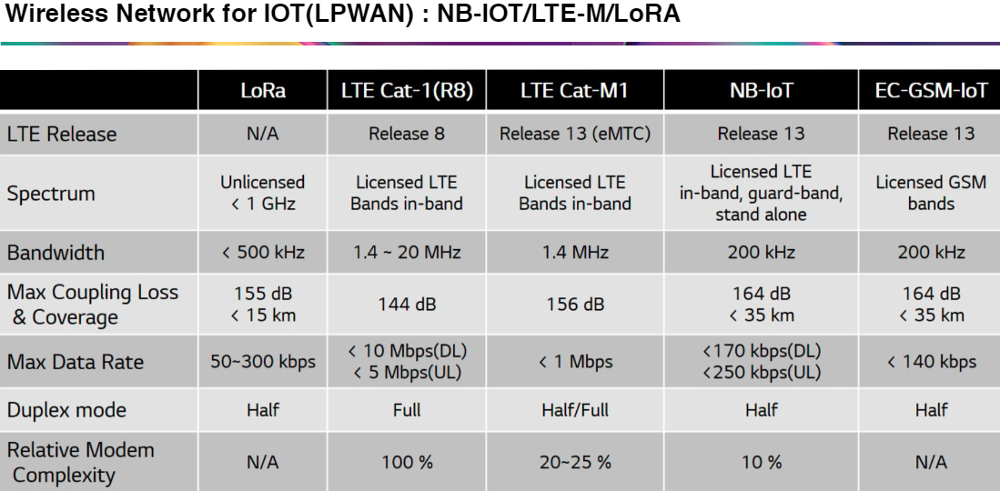 Wireless Network for IOT(LPWAN) : NB-IOT/LTE-M/LoRA
LoRa LTE Cat-1(R8) LTE Cat-M1 NB-IoT EC-GSM-IoT
LTE Release N/A Release 8 Release 13 (eMTC) Release 13 Release 13
Spectrum
Unlicensed
< 1 GHz
Licensed LTE
Bands in-band
Licensed LTE
Bands in-band
Licensed LTE
in-band, guard-band,
stand alone
Licensed GSM
bands
Bandwidth < 500 kHz 1.4 ~ 20 MHz 1.4 MHz 200 kHz 200 kHz
Max Coupling Loss
& Coverage
155 dB
< 15 km
144 dB
156 dB
164 dB
< 35 km
164 dB
< 35 km
Max Data Rate
50~300 kbps
< 10 Mbps(DL)
< 5 Mbps(UL)
< 1 Mbps
<170 kbps(DL)
<250 kbps(UL)
< 140 kbps
Duplex mode Half Full Half/Full Half Half
Relative Modem
Complexity
N/A
100 %
20~25 %
10 %
N/A